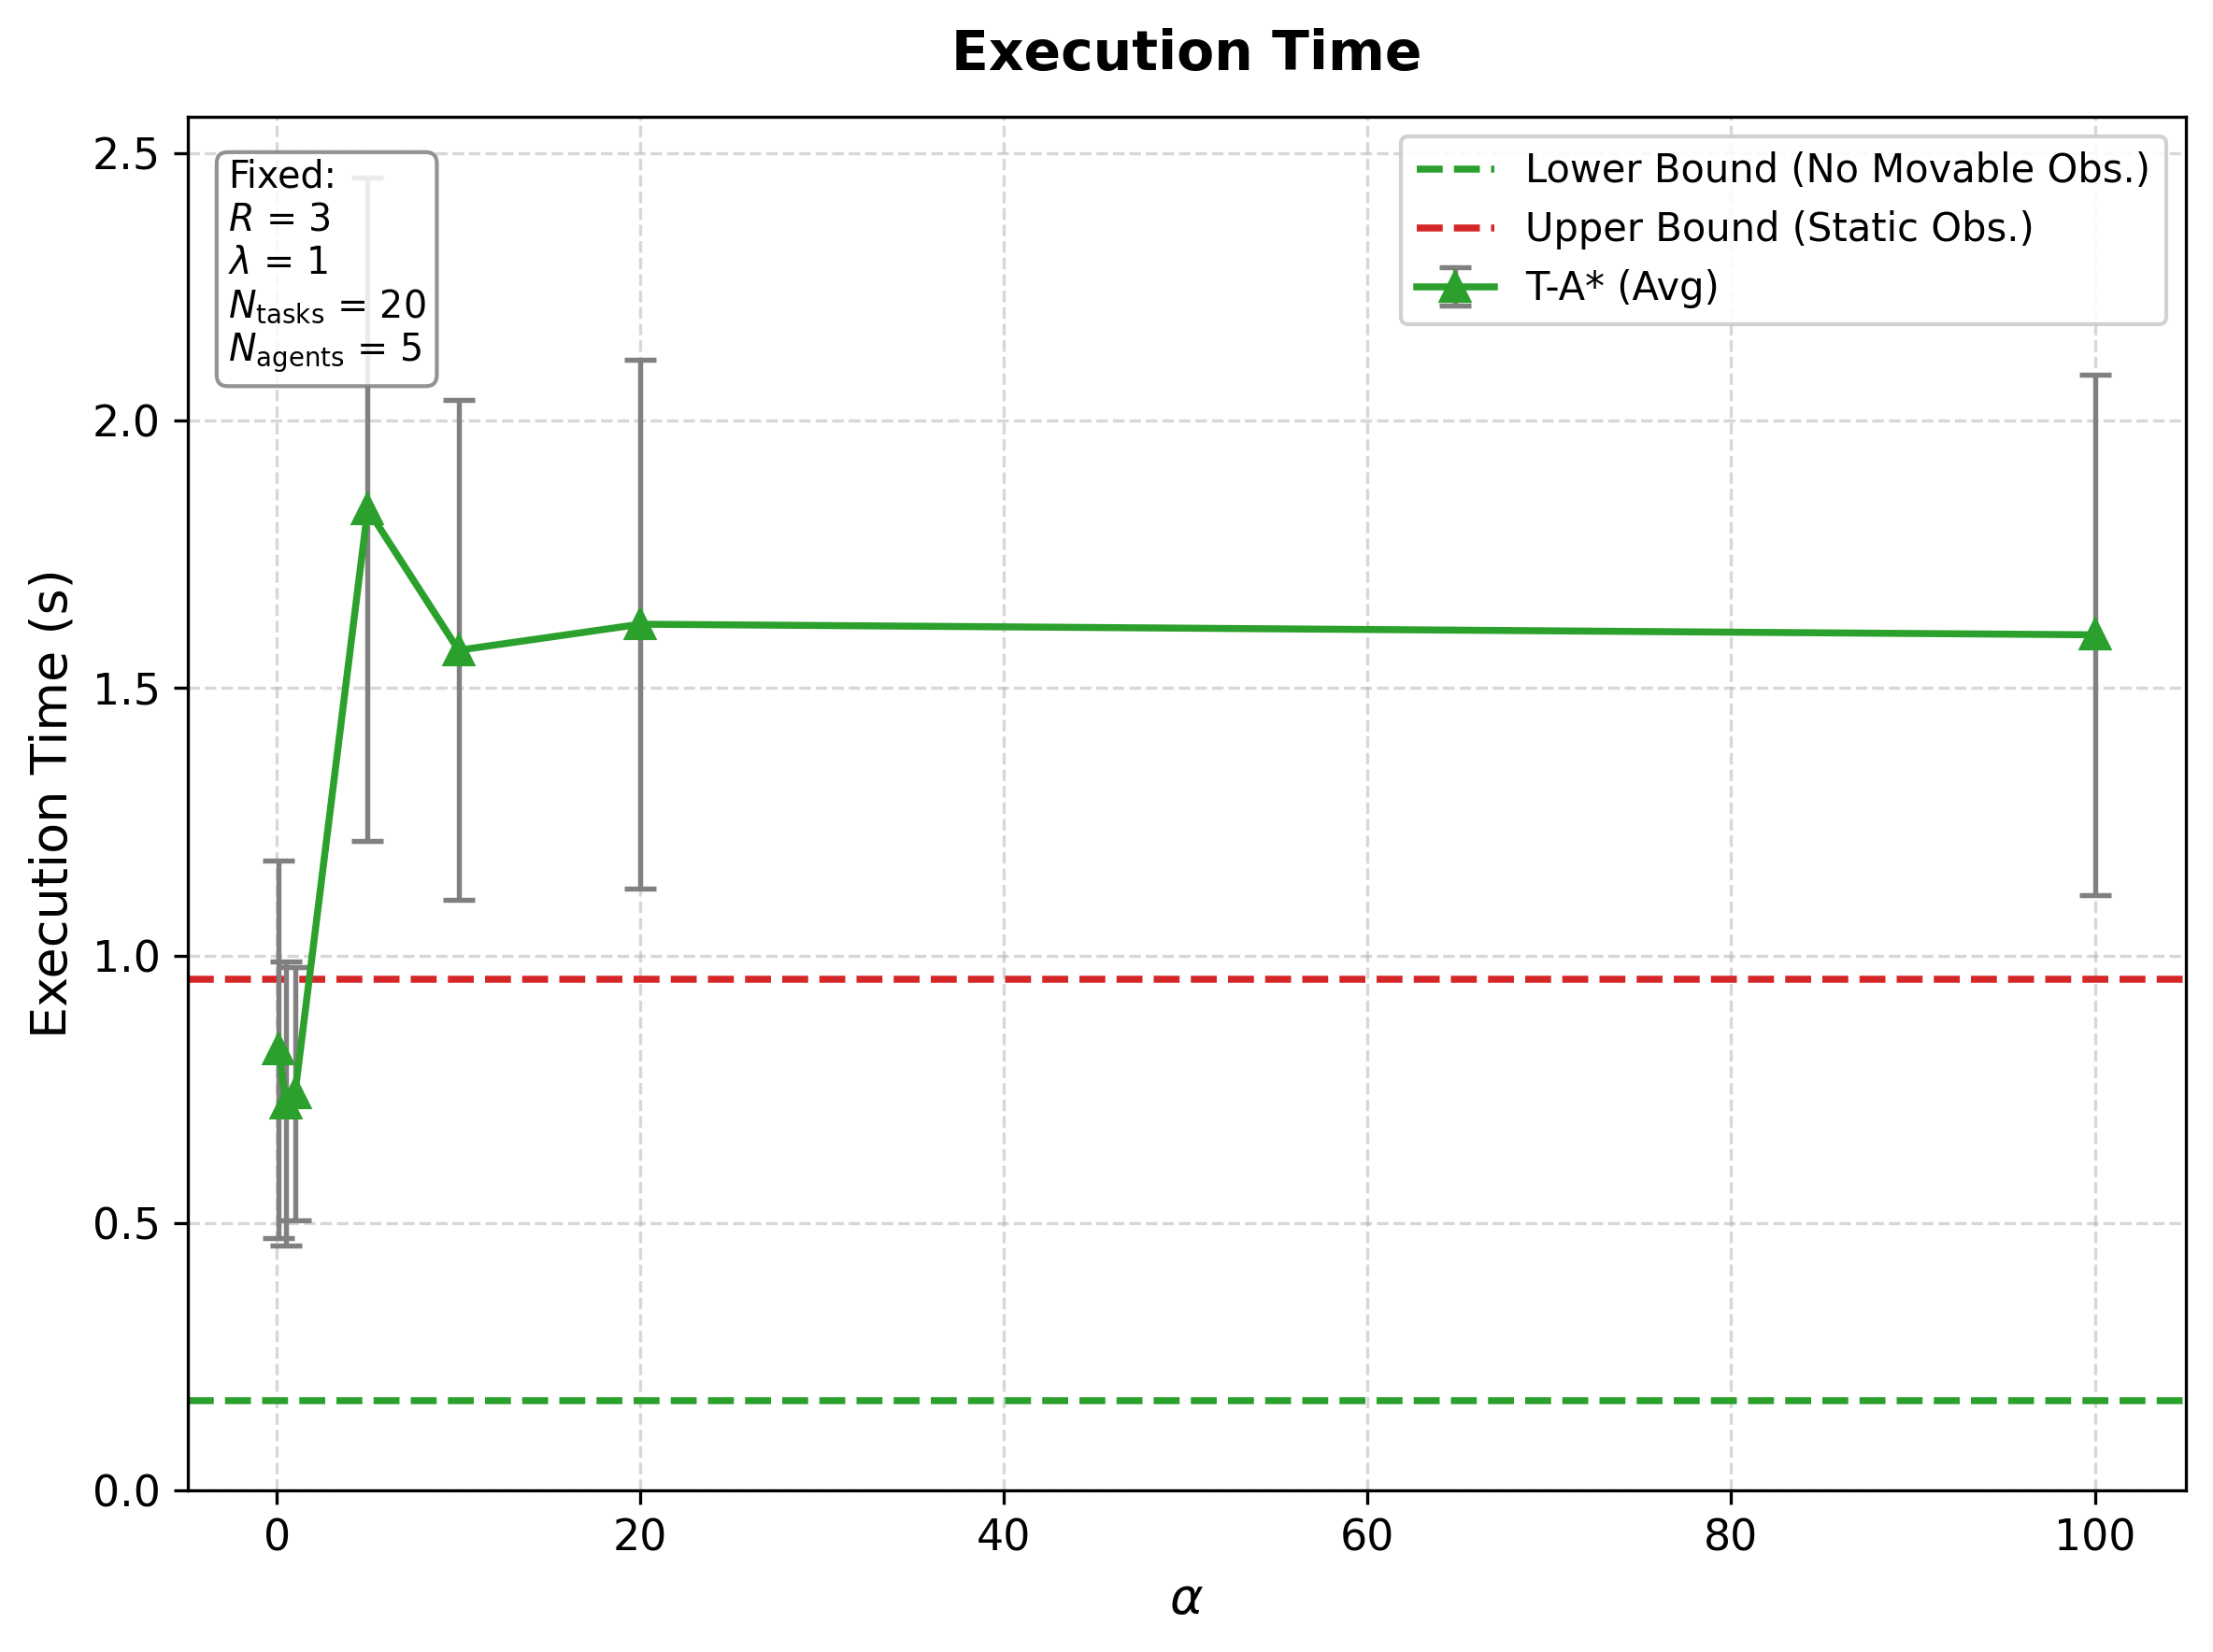 Execution Time
Fixed:
R = 3
λ = 1
N_tasks = 20
N_agents = 5
Lower Bound (No Movable Obs.)
Upper Bound (Static Obs.)
T-A* (Avg)
Execution Time (s)
2.5
2.0
1.5
1.0
0.5
0.0
0 20 40 60 80 100
α